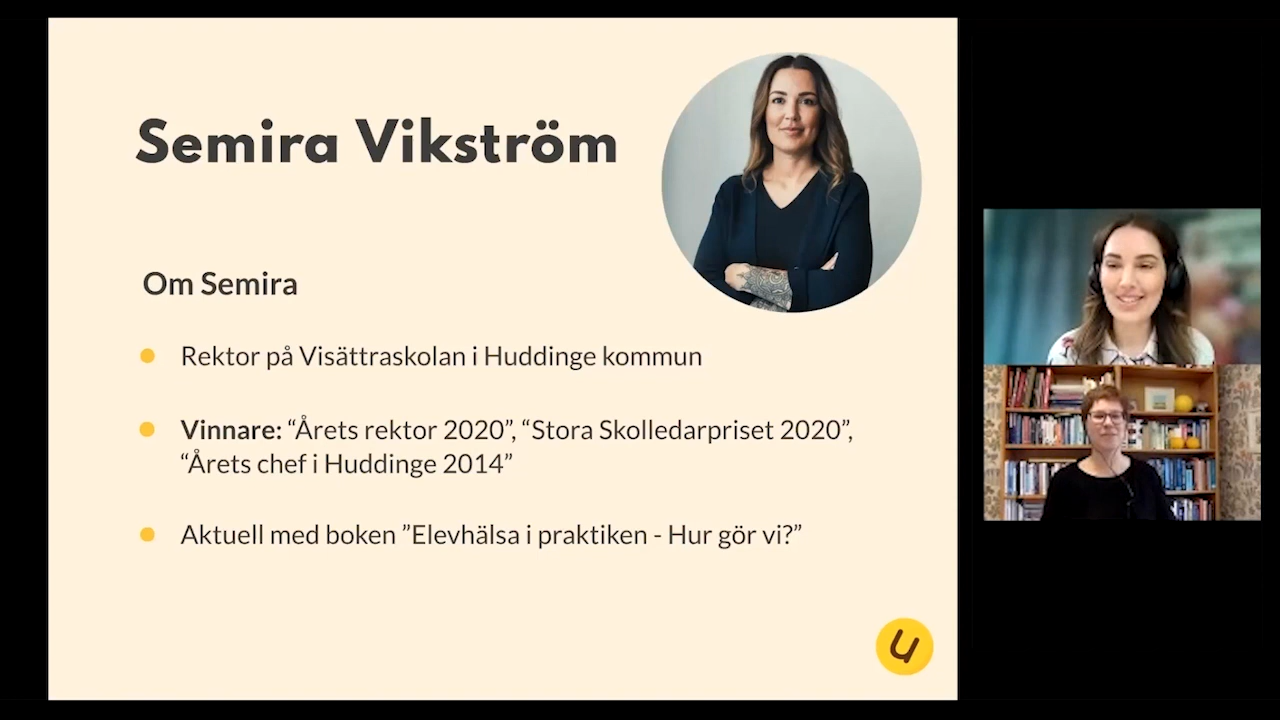 Semira Vikström
Om Semira
Rektor på Visättraskolan i Huddinge kommun
Vinnare: “Årets rektor 2020”, “Stora Skolledarpriset 2020”,
“Årets chef i Huddinge 2014”
Aktuell med boken ”Elevhälsa i praktiken - Hur gör vi?”